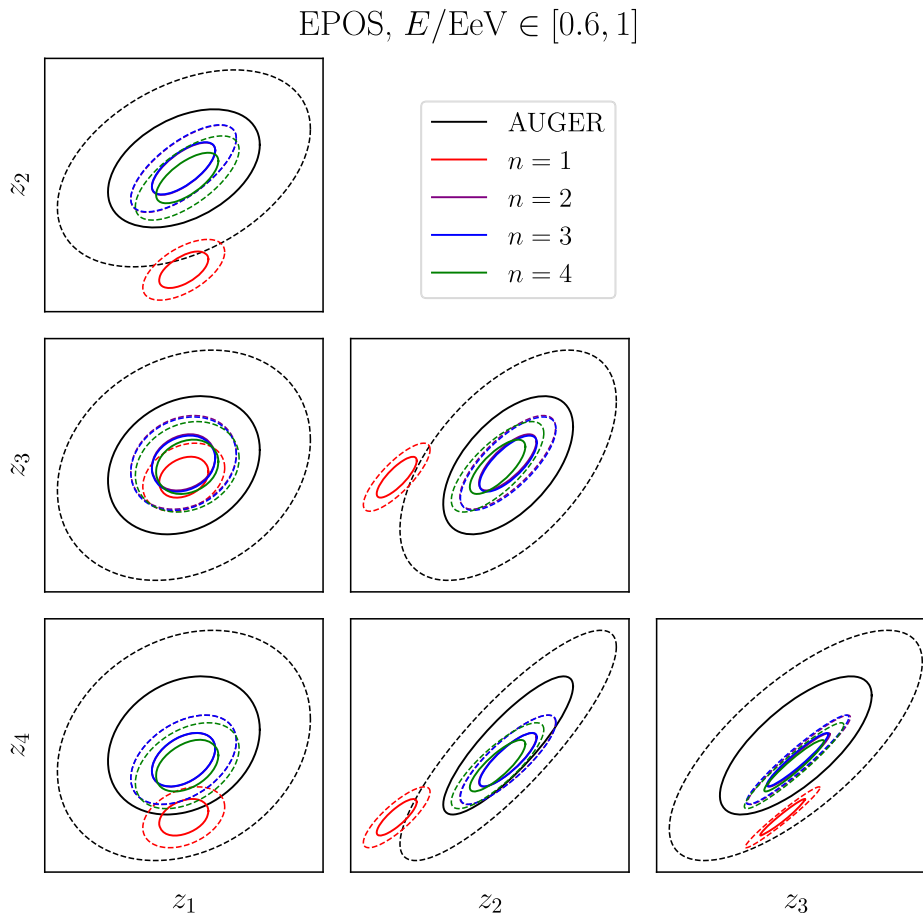 EPOS, E/EeV ∈ [0.6, 1]
z₂
AUGER
n = 1
n = 2
n = 3
n = 4
z₃
z₄
z₁
z₂
z₃